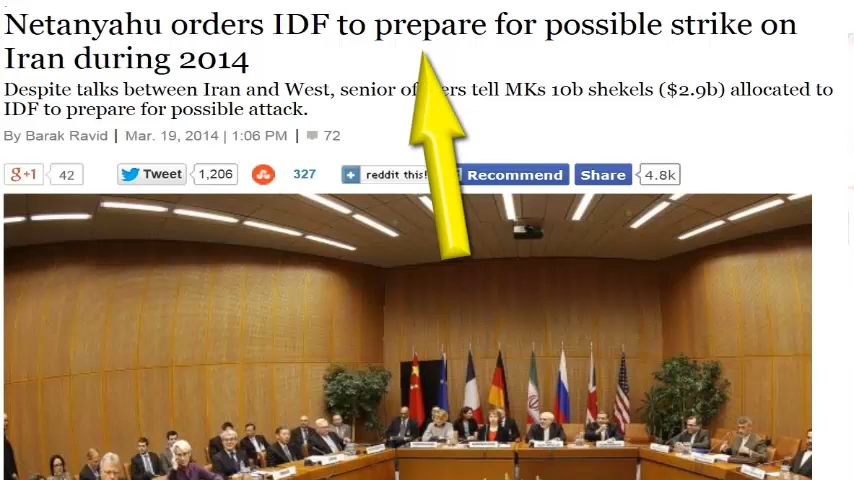 Netanyahu orders IDF to prepare for possible strike on
Iran during 2014
Despite talks between Iran and West, senior officers tell MKs 10b shekels ($2.9b) allocated to
IDF to prepare for possible attack.
By Barak Ravid | Mar. 19, 2014 | 1:06 PM | 72
g+1 42 Tweet 1,206 327 reddit this! Recommend Share 4.8k